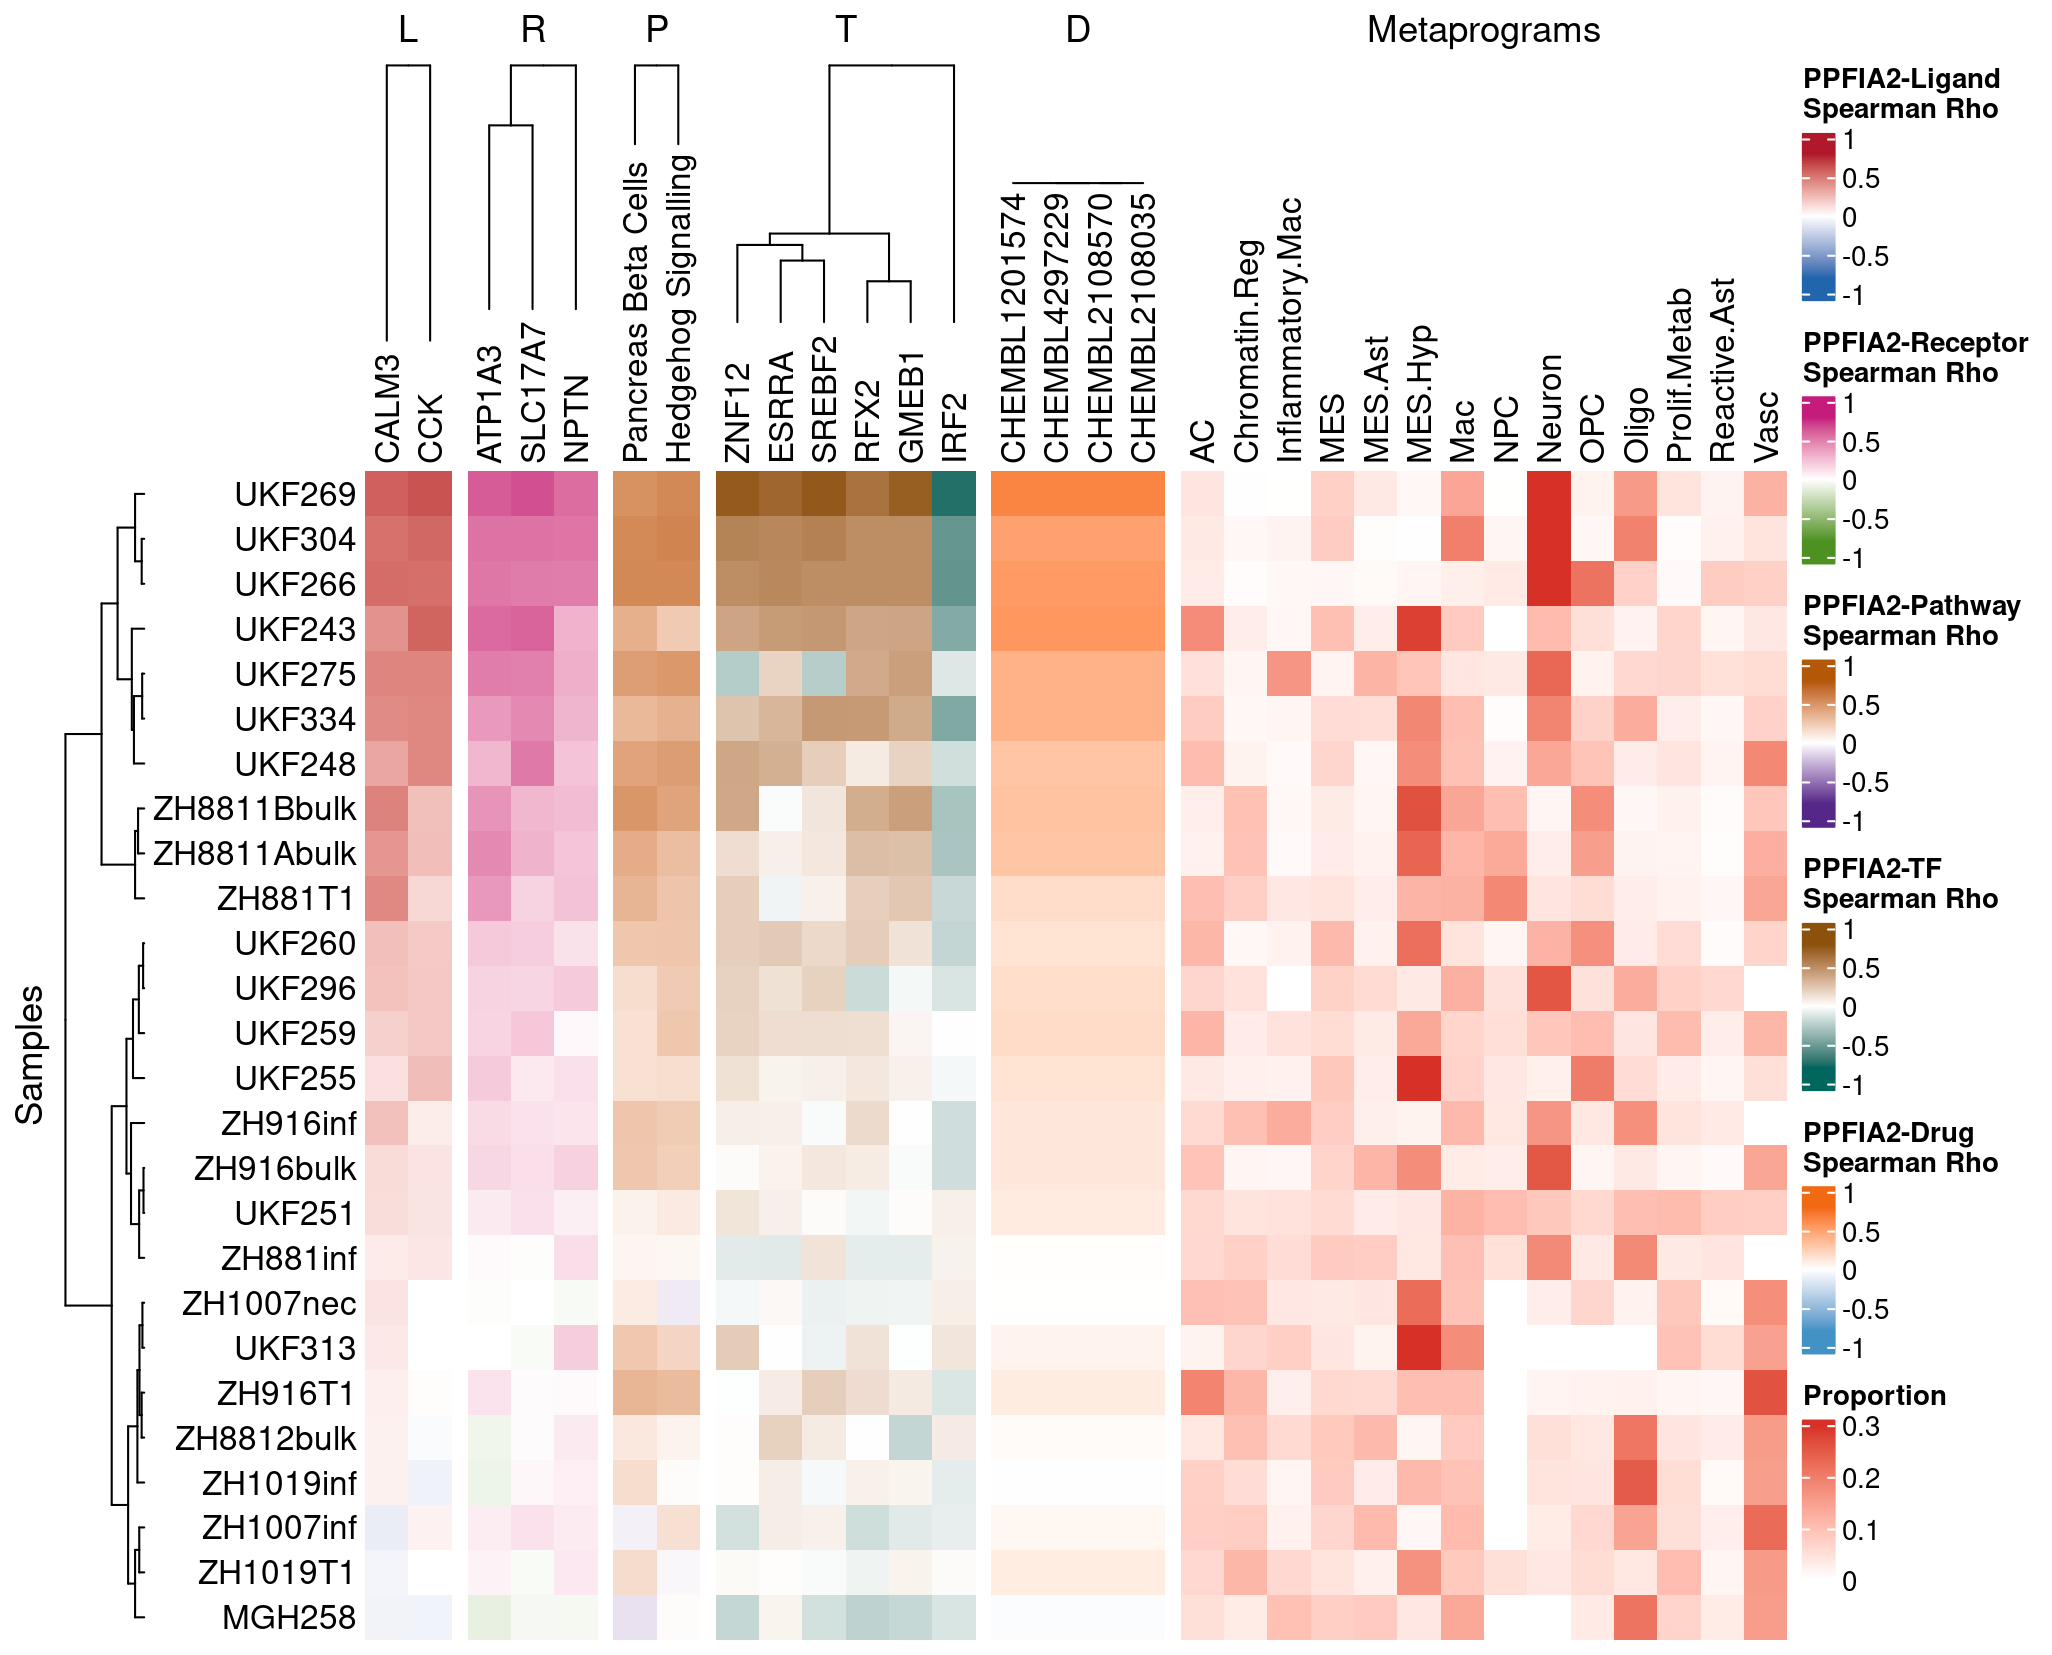 L R P T D Metaprograms
CALM3
CCK
ATP1A3
SLC17A7
NPTN
Pancreas Beta Cells
Hedgehog Signalling
ZNF12
ESRRA
SREBF2
RFX2
GMEB1
IRF2
CHEMBL1201574
CHEMBL4297229
CHEMBL2108570
CHEMBL2108035
AC
Chromatin.Reg
Inflammatory.Mac
MES
MES.Ast
MES.Hyp
Mac
NPC
Neuron
OPC
Oligo
Prolif.Metab
Reactive.Ast
Vasc
Samples
UKF269
UKF304
UKF266
UKF243
UKF275
UKF334
UKF248
ZH8811Bbulk
ZH8811Abulk
ZH881T1
UKF260
UKF296
UKF259
UKF255
ZH916inf
ZH916bulk
UKF251
ZH881inf
ZH1007nec
UKF313
ZH916T1
ZH8812bulk
ZH1019inf
ZH1007inf
ZH1019T1
MGH258
PPFIA2-Ligand
Spearman Rho
1
0.5
0
-0.5
-1
PPFIA2-Receptor
Spearman Rho
1
0.5
0
-0.5
-1
PPFIA2-Pathway
Spearman Rho
1
0.5
0
-0.5
-1
PPFIA2-TF
Spearman Rho
1
0.5
0
-0.5
-1
PPFIA2-Drug
Spearman Rho
1
0.5
0
-0.5
-1
Proportion
0.3
0.2
0.1
0